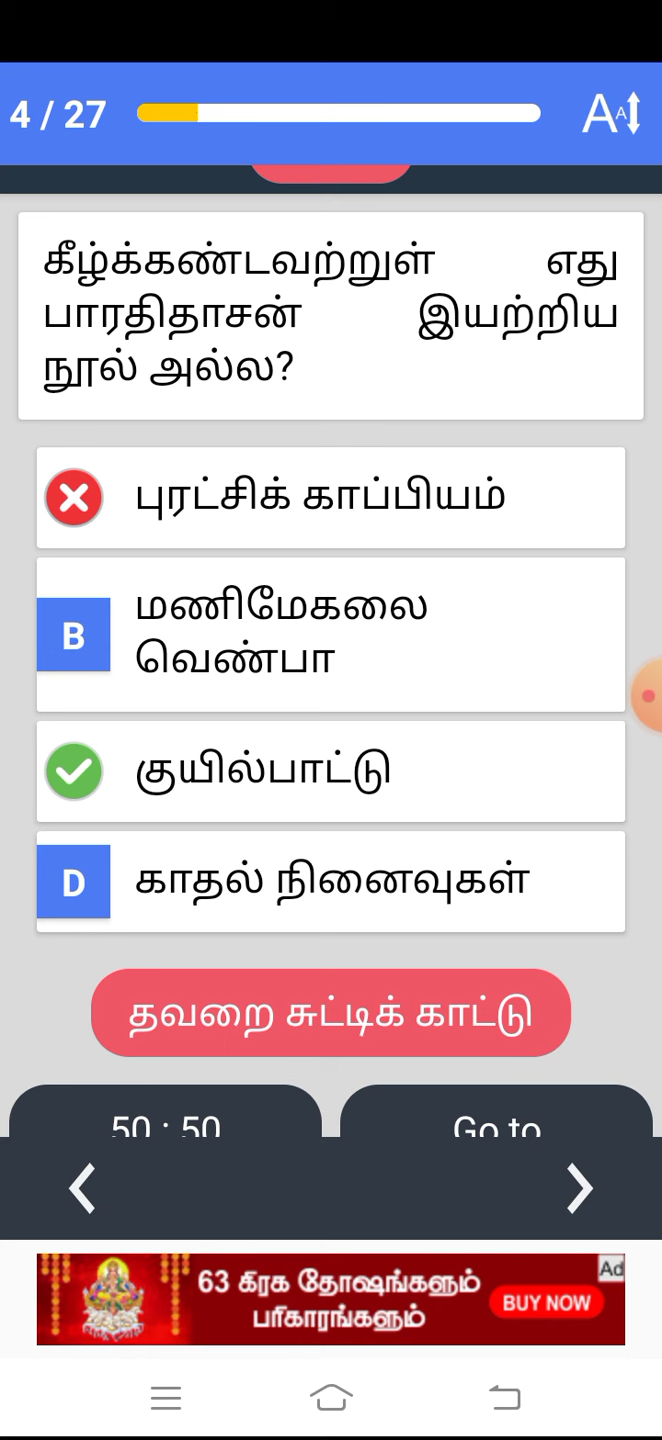 4 / 27
AA
கீழ்க்கண்டவற்றுள் எது
பாரதிதாசன் இயற்றிய
நூல் அல்ல?
புரட்சிக் காப்பியம்
B
மணிமேகலை
வெண்பா
குயில்பாட்டு
D
காதல் நினைவுகள்
தவறை சுட்டிக் காட்டு
50 : 50
Go to
63 கிரக தோஷங்களும்
பரிகாரங்களும்
BUY NOW
Ad